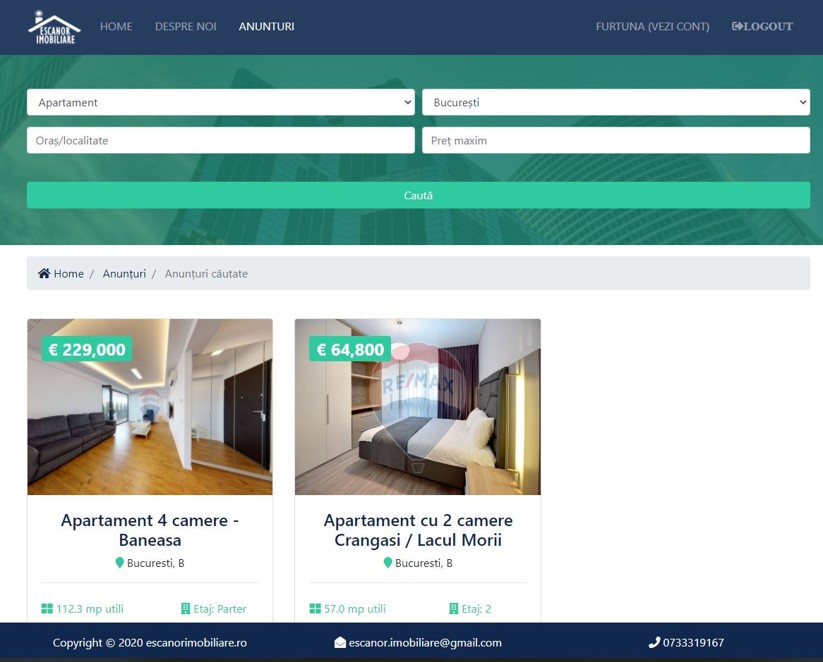 ESCANOR
IMOBILIARE
HOME
DESPRE NOI
ANUNTURI
FURTUNA (VEZI CONT)
LOGOUT
Apartament
București
Oraș/localitate
Preț maxim
Caută
Home / Anunțuri / Anunțuri căutate
€ 229,000
€ 64,800
RE/MAX
Apartament 4 camere -
Baneasa
Bucuresti, B
112.3 mp utili
Etaj: Parter
Apartament cu 2 camere
Crangasi / Lacul Morii
Bucuresti, B
57.0 mp utili
Etaj: 2
Copyright © 2020 escanorimobiliare.ro
escanor.imobiliare@gmail.com
0733319167